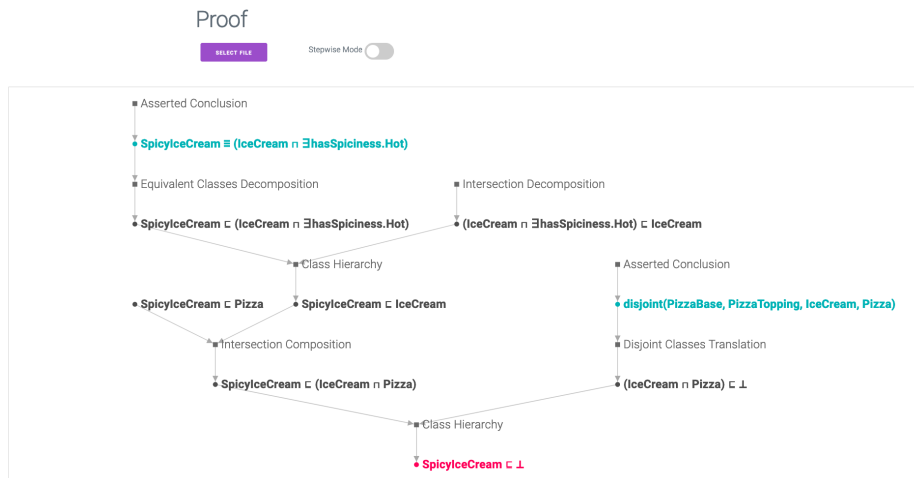 Proof
SELECT FILE
Stepwise Mode
Asserted Conclusion
SpicyIceCream ≡ (IceCream ⊓ ∃hasSpiciness.Hot)
Equivalent Classes Decomposition
Intersection Decomposition
SpicyIceCream ⊏ (IceCream ⊓ ∃hasSpiciness.Hot)
(IceCream ⊓ ∃hasSpiciness.Hot) ⊏ IceCream
Class Hierarchy
Asserted Conclusion
SpicyIceCream ⊏ Pizza
SpicyIceCream ⊏ IceCream
disjoint(PizzaBase, PizzaTopping, IceCream, Pizza)
Intersection Composition
Disjoint Classes Translation
SpicyIceCream ⊏ (IceCream ⊓ Pizza)
(IceCream ⊓ Pizza) ⊏ ⊥
Class Hierarchy
SpicyIceCream ⊏ ⊥